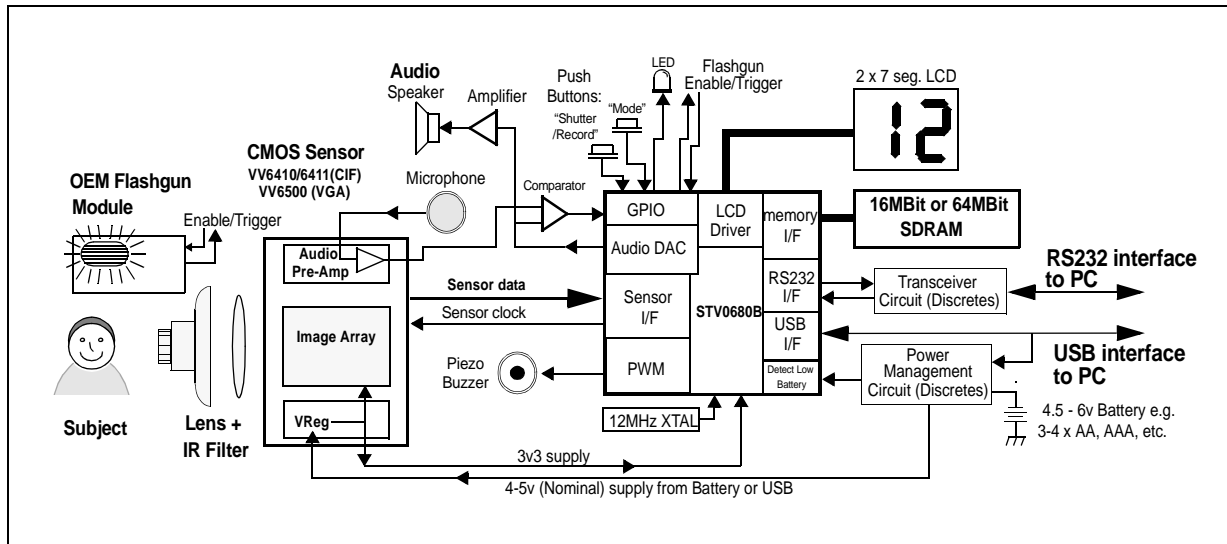 Audio
Speaker
Amplifier
Push
Buttons:
"Shutter
/Record"
"Mode"
LED
Flashgun
Enable/Trigger
2 x 7 seg. LCD
12
CMOS Sensor
VV6410/6411(CIF)
VV6500 (VGA)
Microphone
Comparator
OEM Flashgun
Module
Enable/Trigger
Audio
Pre-Amp
GPIO
LCD
Driver
memory
I/F
16MBit or 64MBit
SDRAM
Audio DAC
Sensor data
Sensor clock
Sensor
I/F
STV0680B
RS232
I/F
Transceiver
Circuit (Discretes)
RS232 interface
to PC
Image Array
USB
I/F
USB interface
to PC
Piezo
Buzzer
PWM
Detect Low
Battery
Power
Management
Circuit (Discretes)
Subject
Lens +
IR Filter
VReg
12MHz XTAL
4.5 - 6v Battery e.g.
3-4 x AA, AAA, etc.
3v3 supply
4-5v (Nominal) supply from Battery or USB